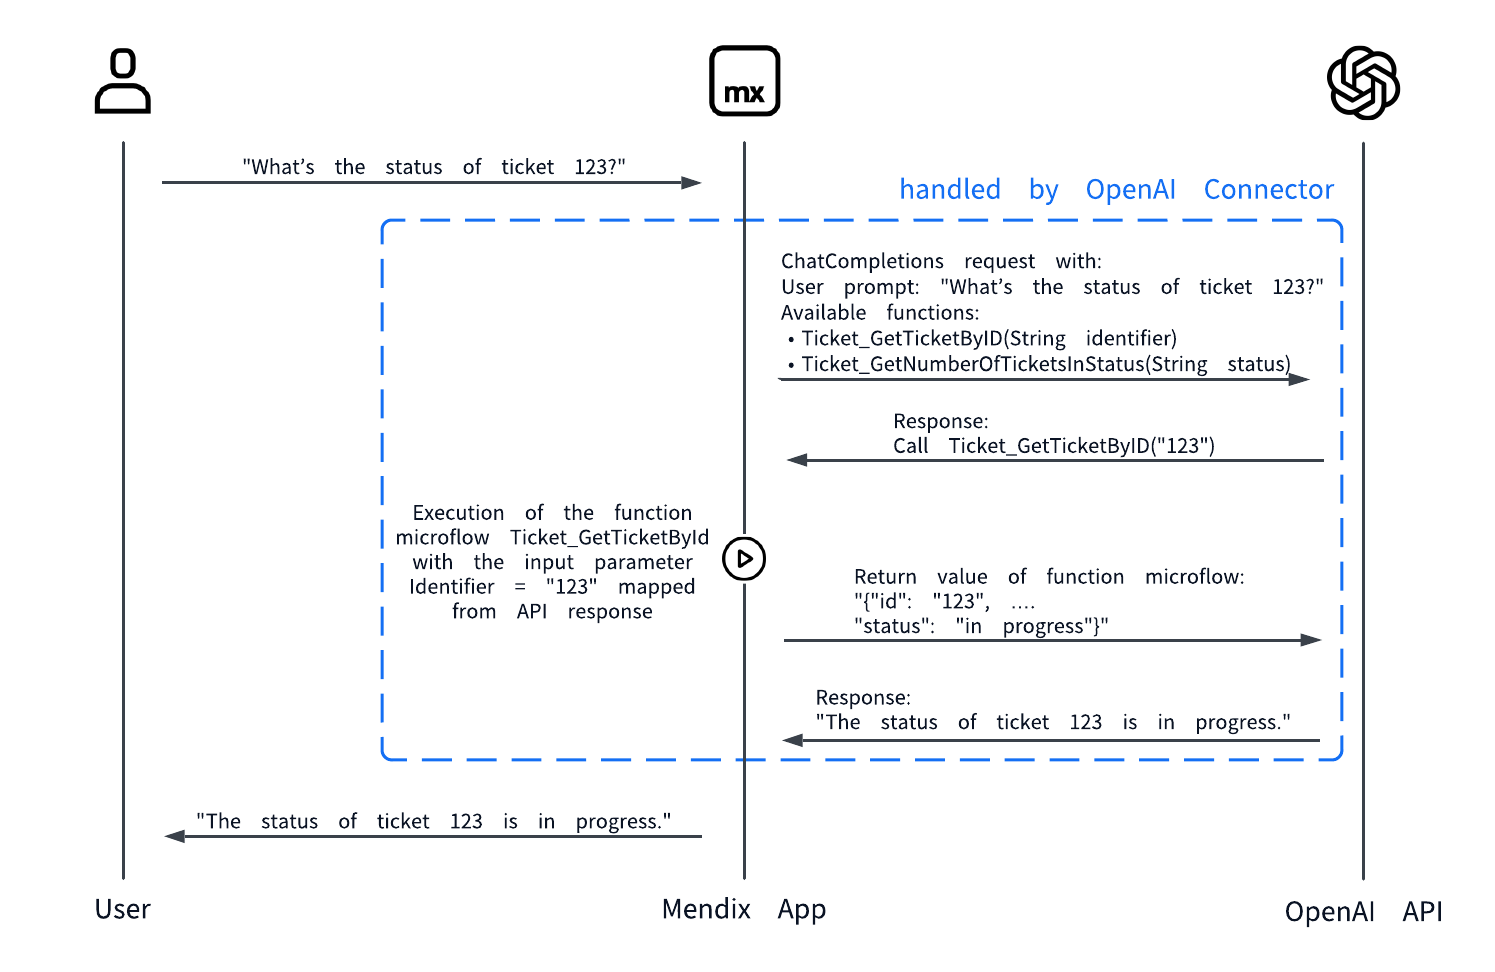 mx
"What’s the status of ticket 123?"
handled by OpenAI Connector
ChatCompletions request with:
User prompt: "What’s the status of ticket 123?"
Available functions:
• Ticket_GetTicketByID(String identifier)
• Ticket_GetNumberOfTicketsInStatus(String status)
Response:
Call Ticket_GetTicketByID("123")
Execution of the function
microflow Ticket_GetTicketById
with the input parameter
Identifier = "123" mapped
from API response
Return value of function microflow:
"{"id": "123", ....
"status": "in progress"}"
Response:
"The status of ticket 123 is in progress."
"The status of ticket 123 is in progress."
User
Mendix App
OpenAI API